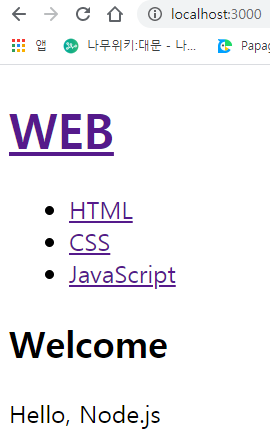 localhost:3000
앱
나무위키:대문 - 나...
Papag
WEB
HTML
CSS
JavaScript
Welcome
Hello, Node.js